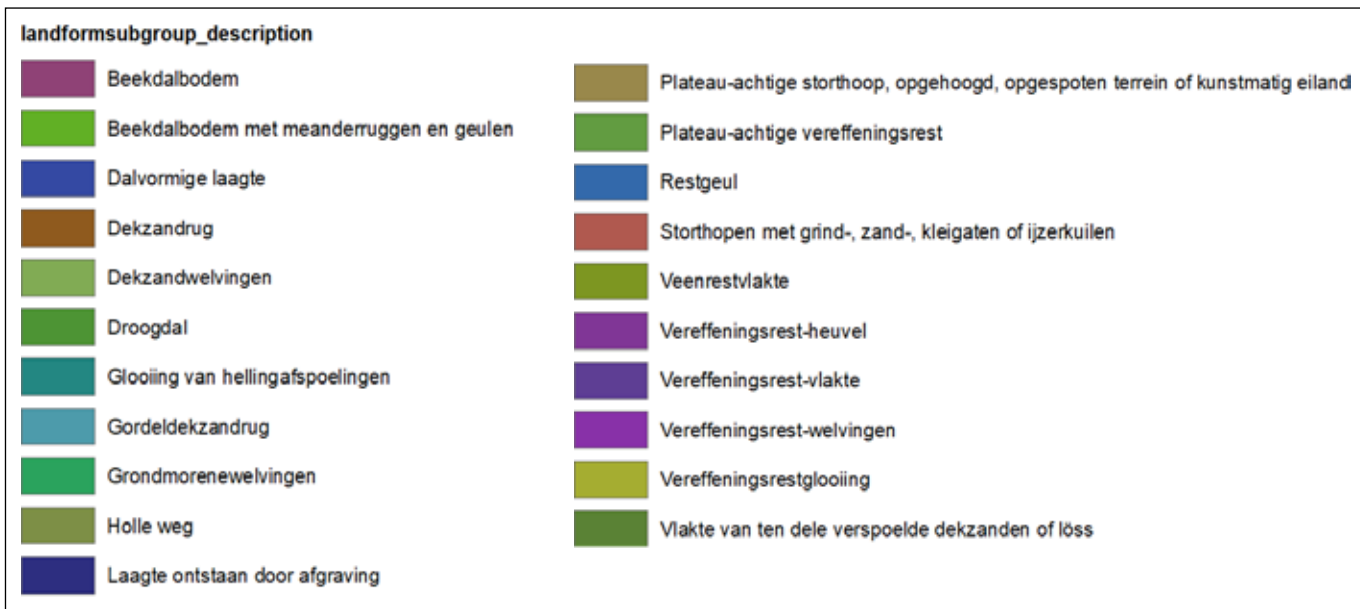 landformsubgroup_description
Beekdalbodem
Beekdalbodem met meanderruggen en geulen
Dalvormige laagte
Dekzandrug
Dekzandwelvingen
Droogdal
Glooiing van hellingafspoelingen
Gordeldekzandrug
Grondmorenewelvingen
Holle weg
Laagte ontstaan door afgraving
Plateau-achtige storthoop, opgehoogd, opgespoten terrein of kunstmatig eiland
Plateau-achtige vereffeningsrest
Restgeul
Storthopen met grind-, zand-, kleigaten of ijzerkuilen
Veenrestvlakte
Vereffeningsrest-heuvel
Vereffeningsrest-vlakte
Vereffeningsrest-welvingen
Vereffeningsrestglooiing
Vlakte van ten dele verspoelde dekzanden of löss